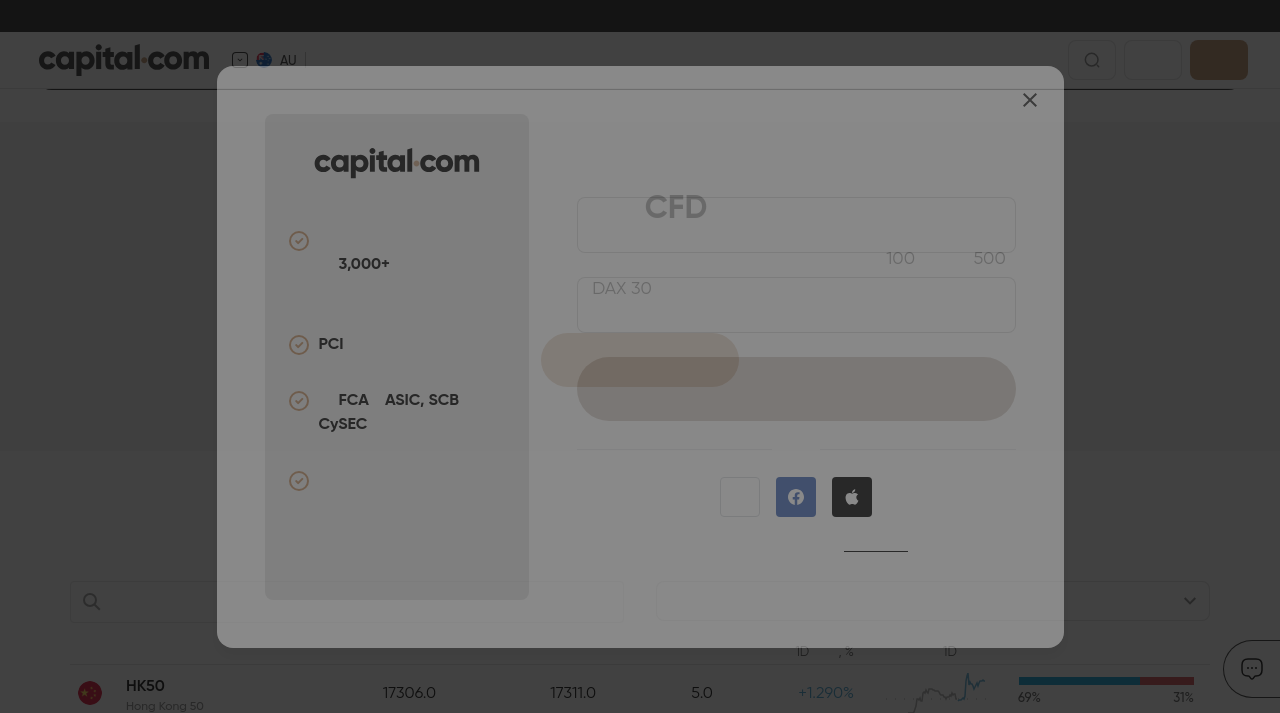 capital.com
AU
capital.com
3,000+
PCI
FCA ASIC, SCB
CySEC
CFD
100 500
DAX 30
1D , % 1D
HK50 17306.0 17311.0 5.0 +1.290% 69% 31%
Hong Kong 50